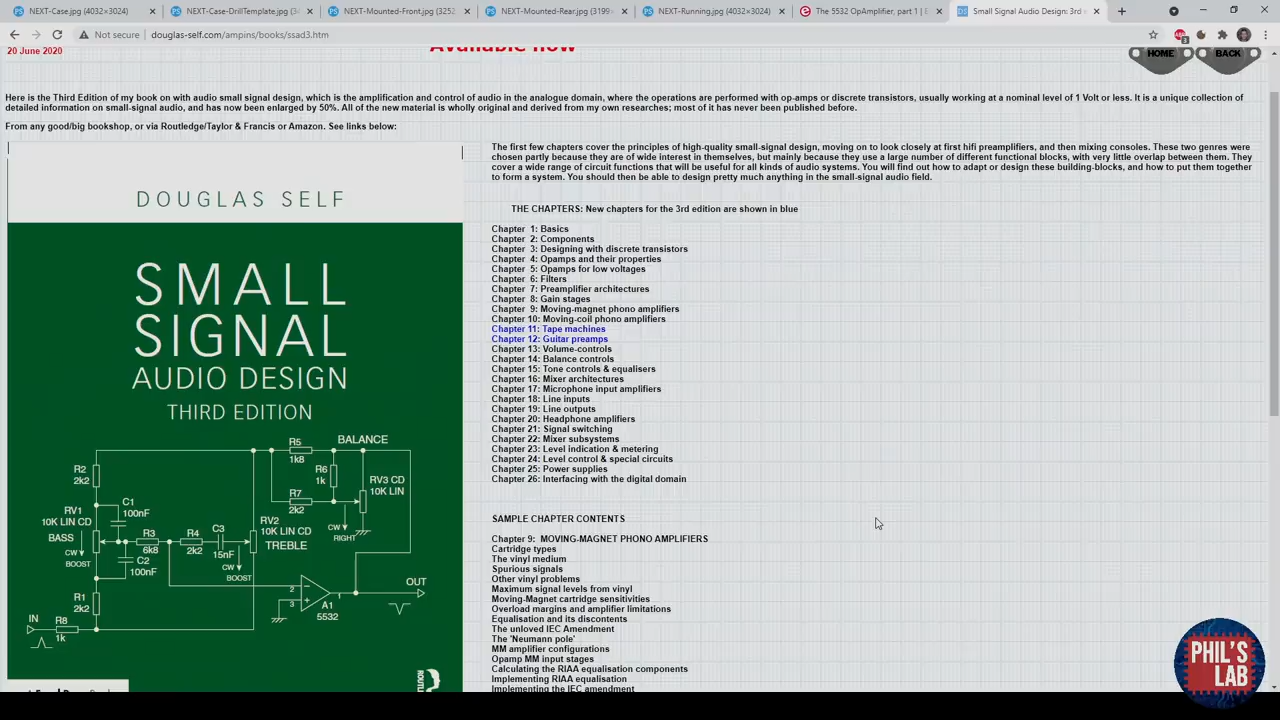 NEXT-Case.jpg (4032×3024)
NEXT-DrillTemplate.jpg (34
NEXT-Mounted-Front.jpg (3252
NEXT-Mounted-Rear.jpg (3199×
NEXT-Running.jpg (4032×3024)
The 5532 OpAmplifier, part 1 | E
Small Signal Audio Design: 3rd e
Not secure
douglas-self.com/ampins/books/ssad3.htm
20 June 2020
Available now
HOME
BACK
Here is the Third Edition of my book on with audio small signal design, which is the amplification and control of audio in the analogue domain, where the operations are performed with op-amps or discrete transistors, usually working at a nominal level of 1 Volt or less. It is a unique collection of
detailed information on small-signal audio, and has now been enlarged by 50%. All of the new material is wholly original and derived from my own researches; most of it has never been published before.
From any good/big bookshop, or via Routledge/Taylor & Francis or Amazon. See links below:
The first few chapters cover the principles of high-quality small-signal design, moving on to look closely at first hifi preamplifiers, and then mixing consoles. These two genres were
chosen partly because they are of wide interest in themselves, but mainly because they use a large number of different functional blocks, with very little overlap between them. They
cover a wide range of circuit functions that will be useful for all kinds of audio systems. You will find out how to adapt or design these building-blocks, and how to put them together
to form a system. You should then be able to design pretty much anything in the small-signal audio field.
THE CHAPTERS: New chapters for the 3rd edition are shown in blue
Chapter 1: Basics
Chapter 2: Components
Chapter 3: Designing with discrete transistors
Chapter 4: Opamps and their properties
Chapter 5: Opamps for low voltages
Chapter 6: Filters
Chapter 7: Preamplifier architectures
Chapter 8: Gain stages
Chapter 9: Moving-magnet phono amplifiers
Chapter 10: Moving-coil phono amplifiers
Chapter 11: Tape machines
Chapter 12: Guitar preamps
Chapter 13: Volume-controls
Chapter 14: Balance controls
Chapter 15: Tone controls & equalisers
Chapter 16: Mixer architectures
Chapter 17: Microphone input amplifiers
Chapter 18: Line inputs
Chapter 19: Line outputs
Chapter 20: Headphone amplifiers
Chapter 21: Signal switching
Chapter 22: Mixer subsystems
Chapter 23: Level indication & metering
Chapter 24: Level control & special circuits
Chapter 25: Power supplies
Chapter 26: Interfacing with the digital domain
SAMPLE CHAPTER CONTENTS
Chapter 9: MOVING-MAGNET PHONO AMPLIFIERS
Cartridge types
The vinyl medium
Spurious signals
Other vinyl problems
Maximum signal levels from vinyl
Moving-Magnet cartridge sensitivities
Overload margins and amplifier limitations
Equalisation and its discontents
The unloved IEC Amendment
The 'Neumann pole'
MM amplifier configurations
Opamp MM input stages
Calculating the RIAA equalisation components
Implementing RIAA equalisation
Implementing the IEC amendment
DOUGLAS SELF
SMALL
SIGNAL
AUDIO DESIGN
THIRD EDITION
R5
1k8
BALANCE
R2
2k2
R6
1k
RV3 CD
10K LIN
C1
100nF
R7
2k2
RV1
10K LIN CD
BASS
CW
BOOST
R3
6k8
R4
2k2
C3
15nF
RV2
10K LIN CD
TREBLE
CW
RIGHT
C2
100nF
CW
BOOST
R1
2k2
2
3
1
A1
5532
OUT
IN
R8
1k
PHIL'S
LAB